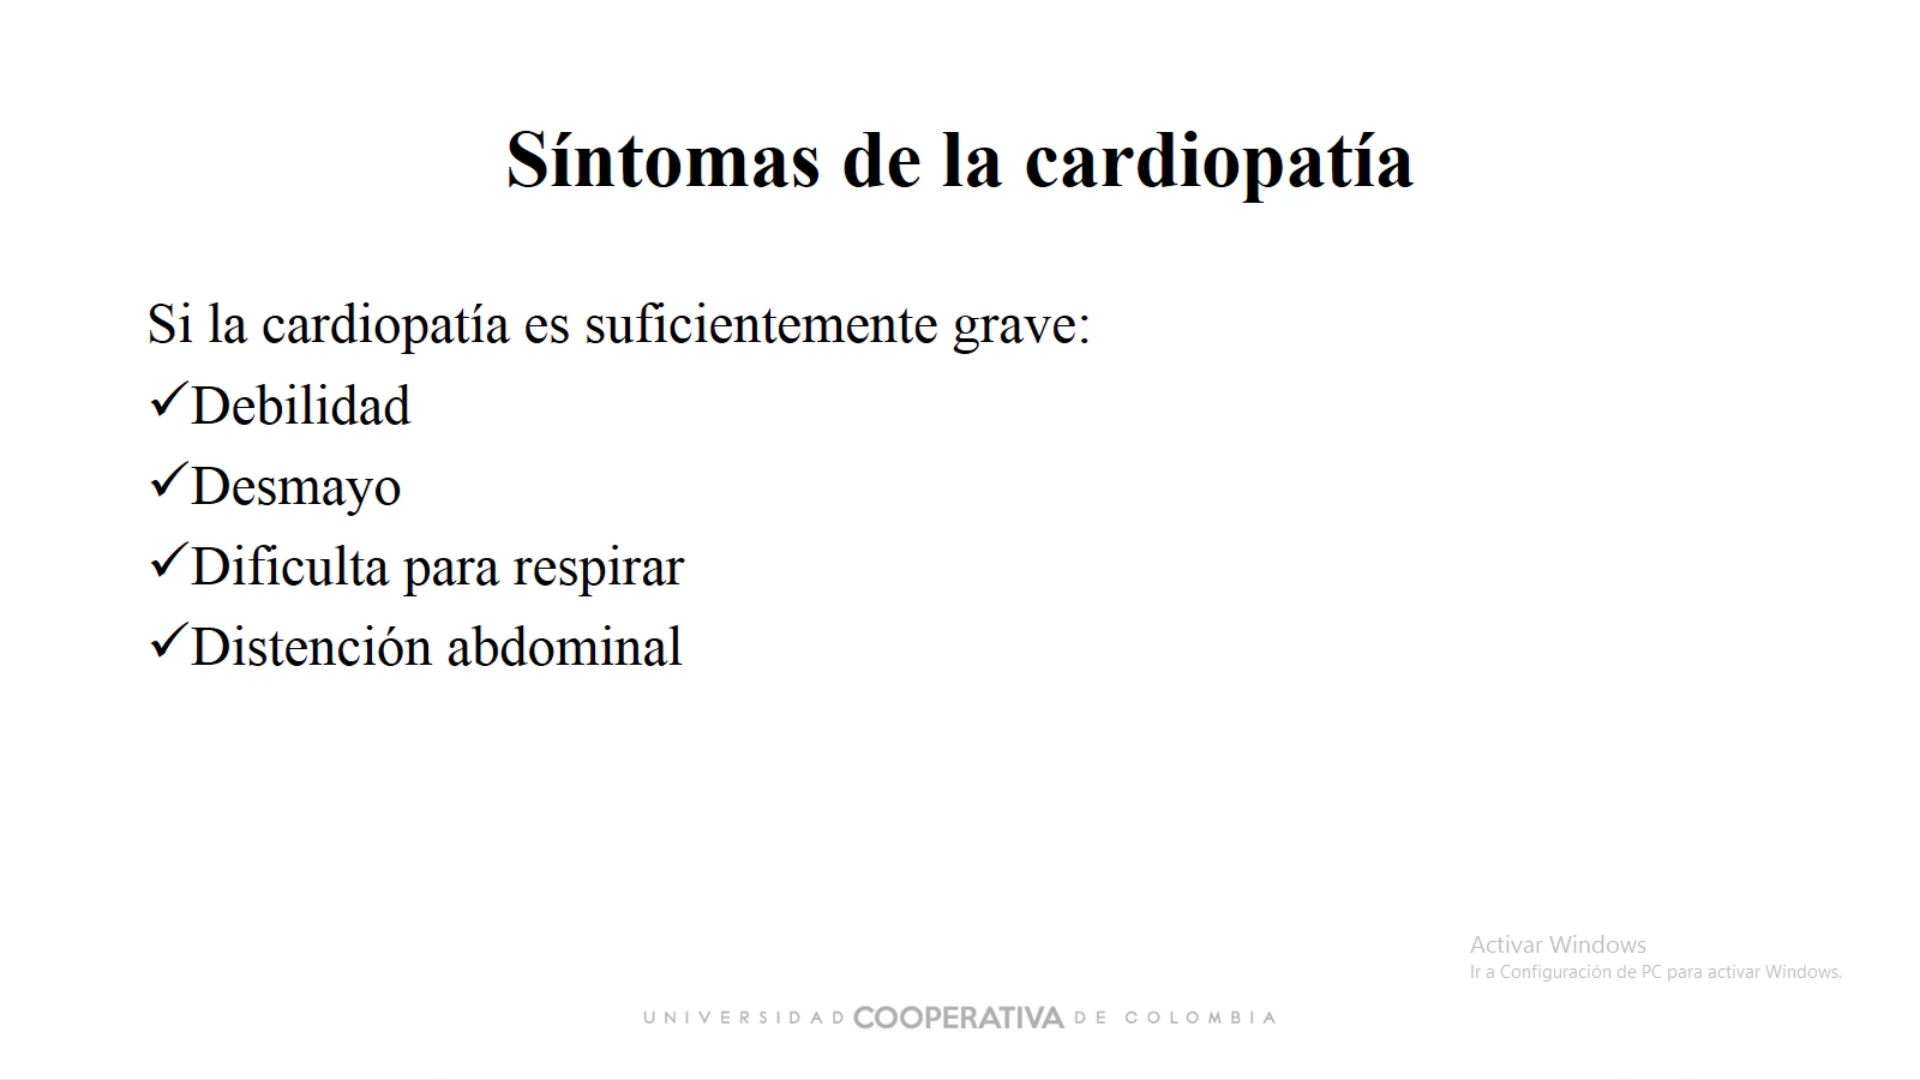 Síntomas de la cardiopatía
Si la cardiopatía es suficientemente grave:
✓Debilidad
✓Desmayo
✓Dificulta para respirar
✓Distención abdominal
Activar Windows
Ir a Configuración de PC para activar Windows.
UNIVERSIDAD COOPERATIVA DE COLOMBIA